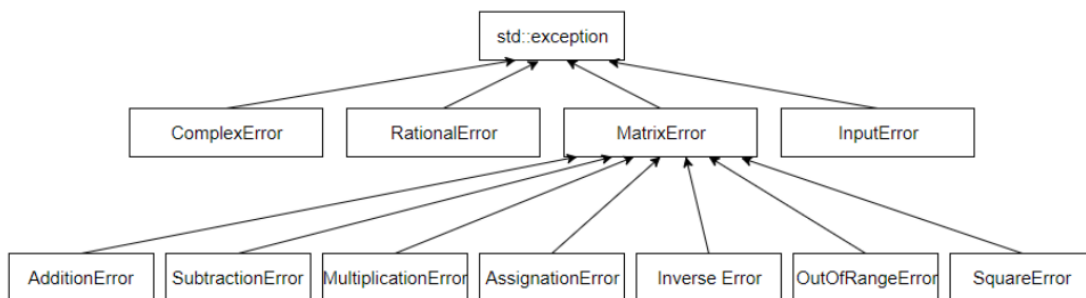 std::exception
ComplexError
RationalError
MatrixError
InputError
AdditionError
SubtractionError
MultiplicationError
AssignationError
Inverse Error
OutOfRangeError
SquareError